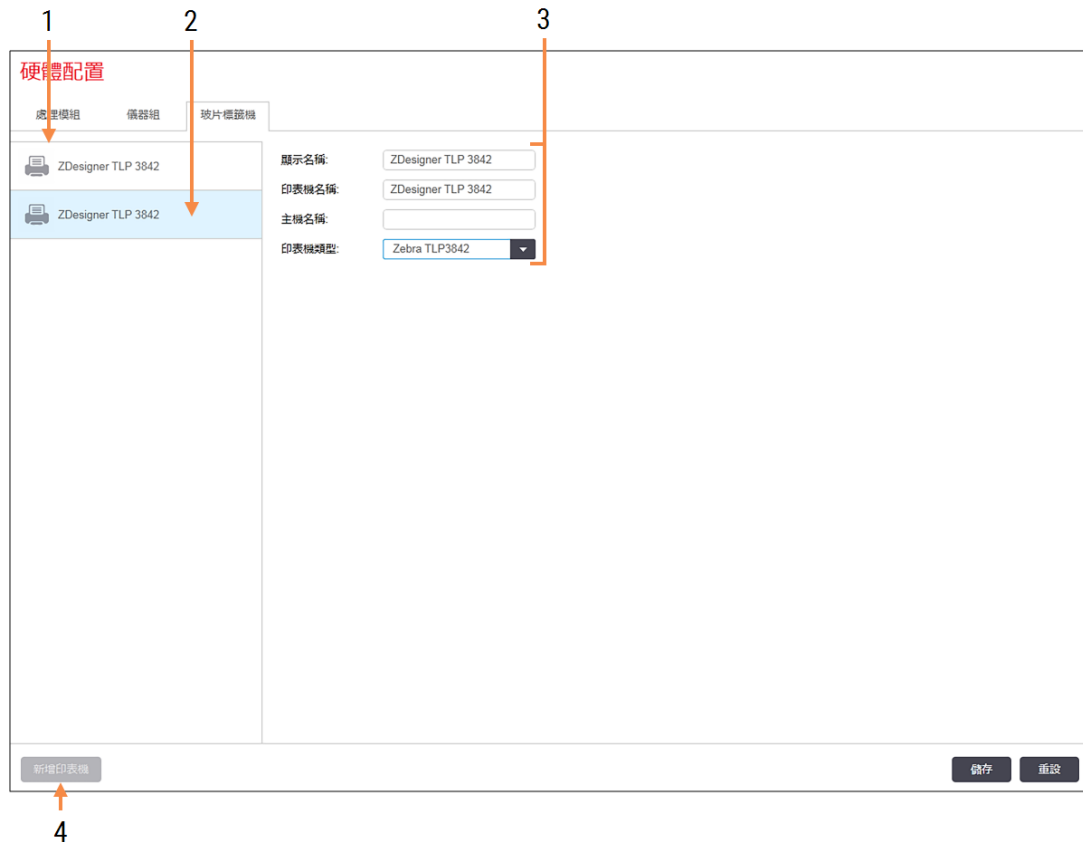 1 2 3
硬體配置
處理模組 儀器組 玻片標籤機
ZDesigner TLP 3842
ZDesigner TLP 3842
顯示名稱: ZDesigner TLP 3842
印表機名稱: ZDesigner TLP 3842
主機名稱:
印表機類型: Zebra TLP3842
新增印表機 儲存 重設
4